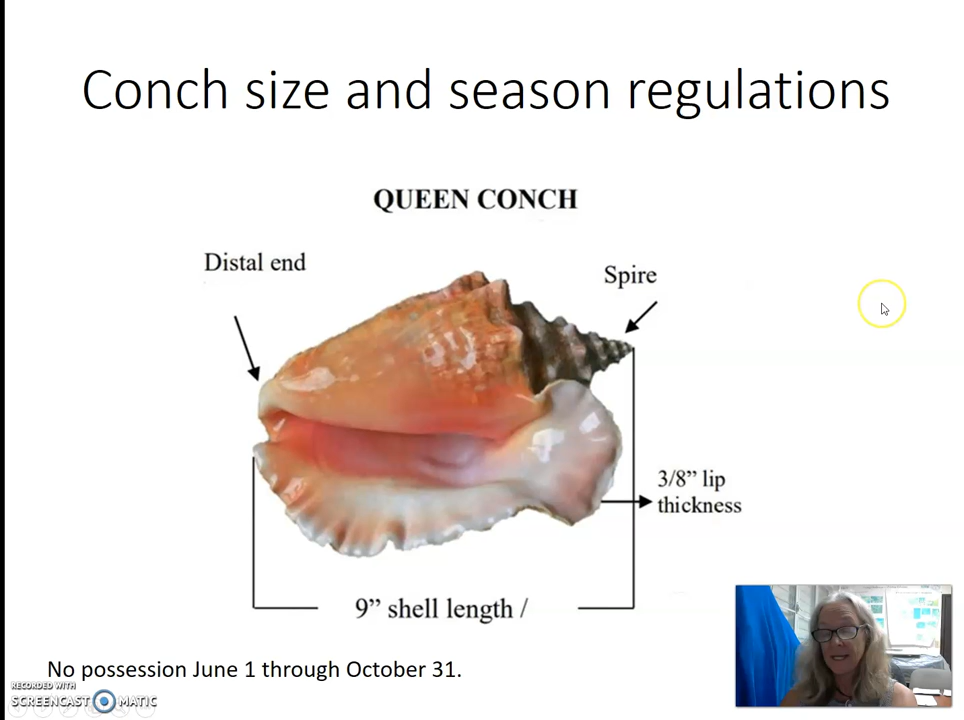 Conch size and season regulations
QUEEN CONCH
Distal end
Spire
3/8” lip
thickness
9” shell length /
No possession June 1 through October 31.
RECORDED WITH
SCREENCAST MATIC